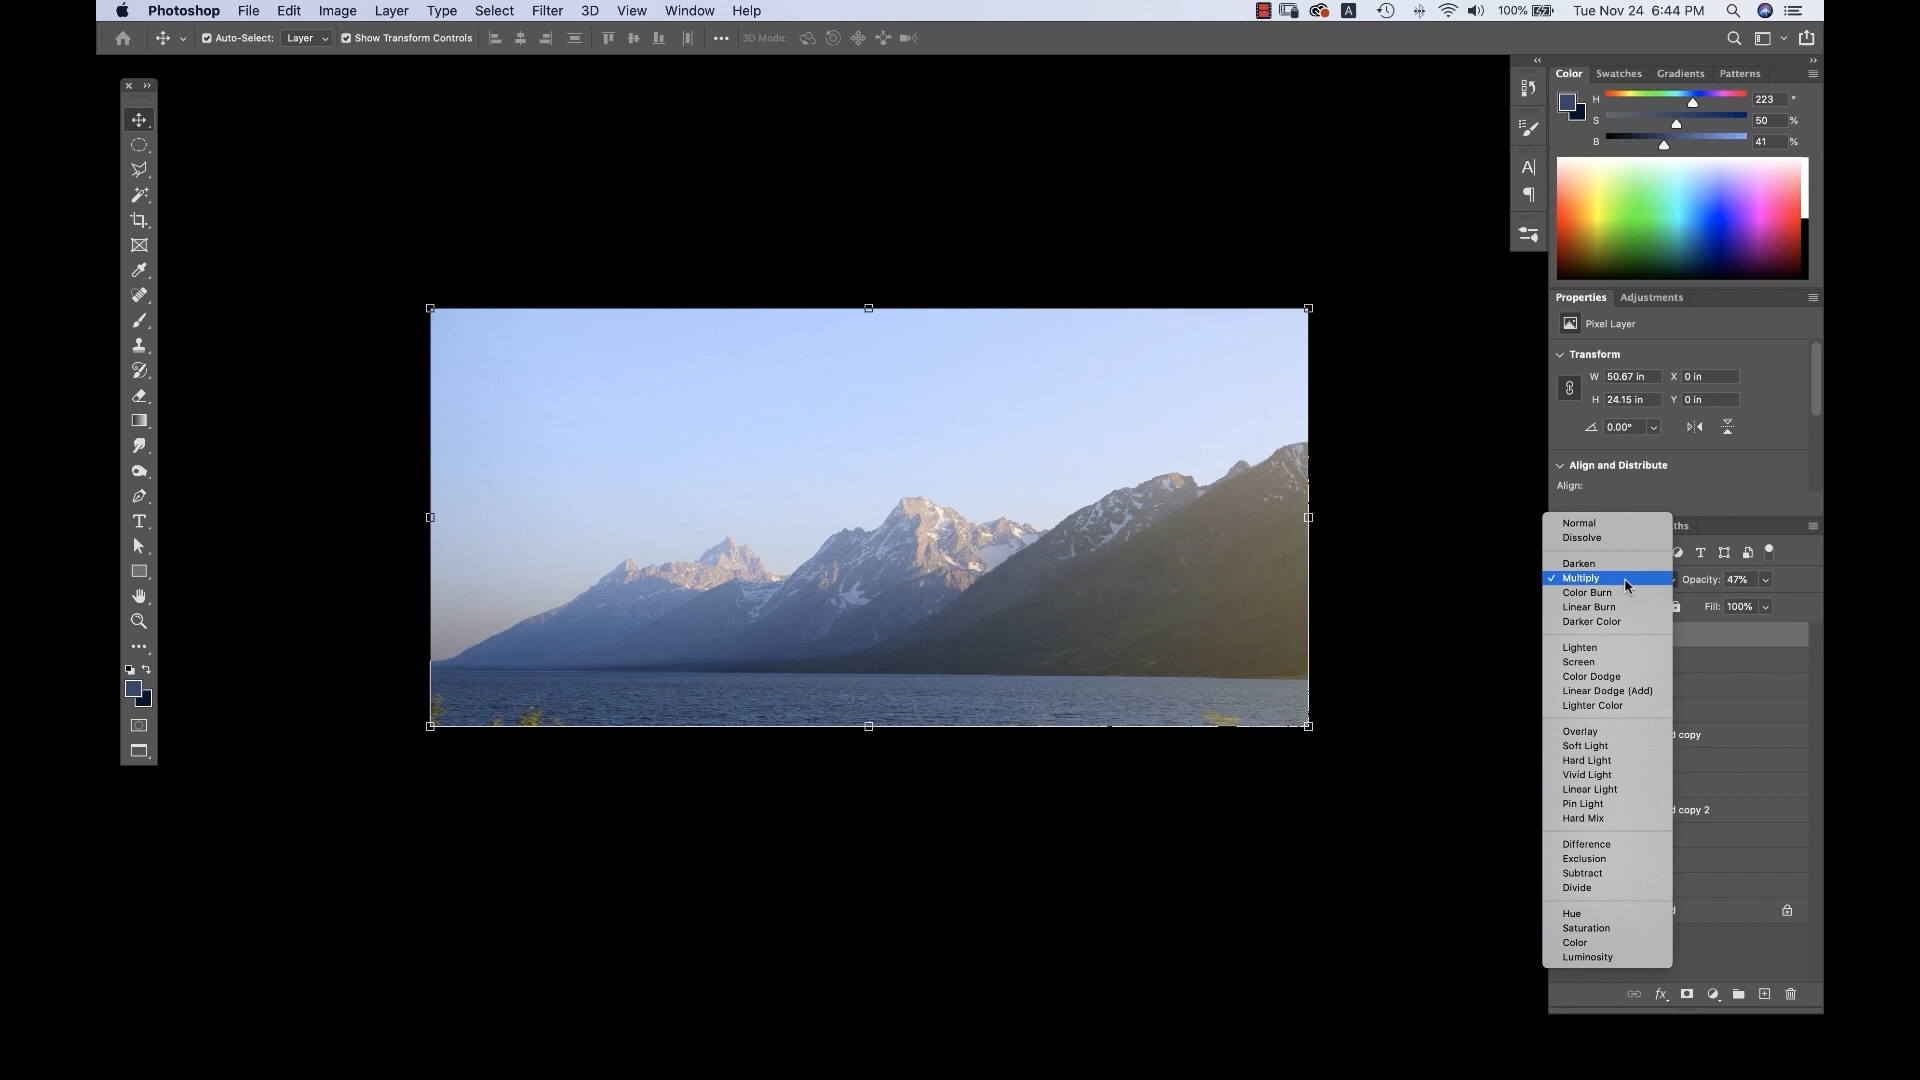 Photoshop File Edit Image Layer Type Select Filter 3D View Window Help
A 100% Tue Nov 24 6:44 PM
Auto-Select: Layer Show Transform Controls 3D Mode:
Color Swatches Gradients Patterns
H 223 °
S 50 %
B 41 %
Properties Adjustments
Pixel Layer
Transform
W 50.67 in X 0 in
H 24.15 in Y 0 in
0.00°
Align and Distribute
Align:
ths
Opacity: 47%
Fill: 100%
Normal
Dissolve
Darken
Multiply
Color Burn
Linear Burn
Darker Color
Lighten
Screen
Color Dodge
Linear Dodge (Add)
Lighter Color
Overlay
Soft Light
Hard Light
Vivid Light
Linear Light
Pin Light
Hard Mix
Difference
Exclusion
Subtract
Divide
Hue
Saturation
Color
Luminosity
d copy
d copy 2
fx